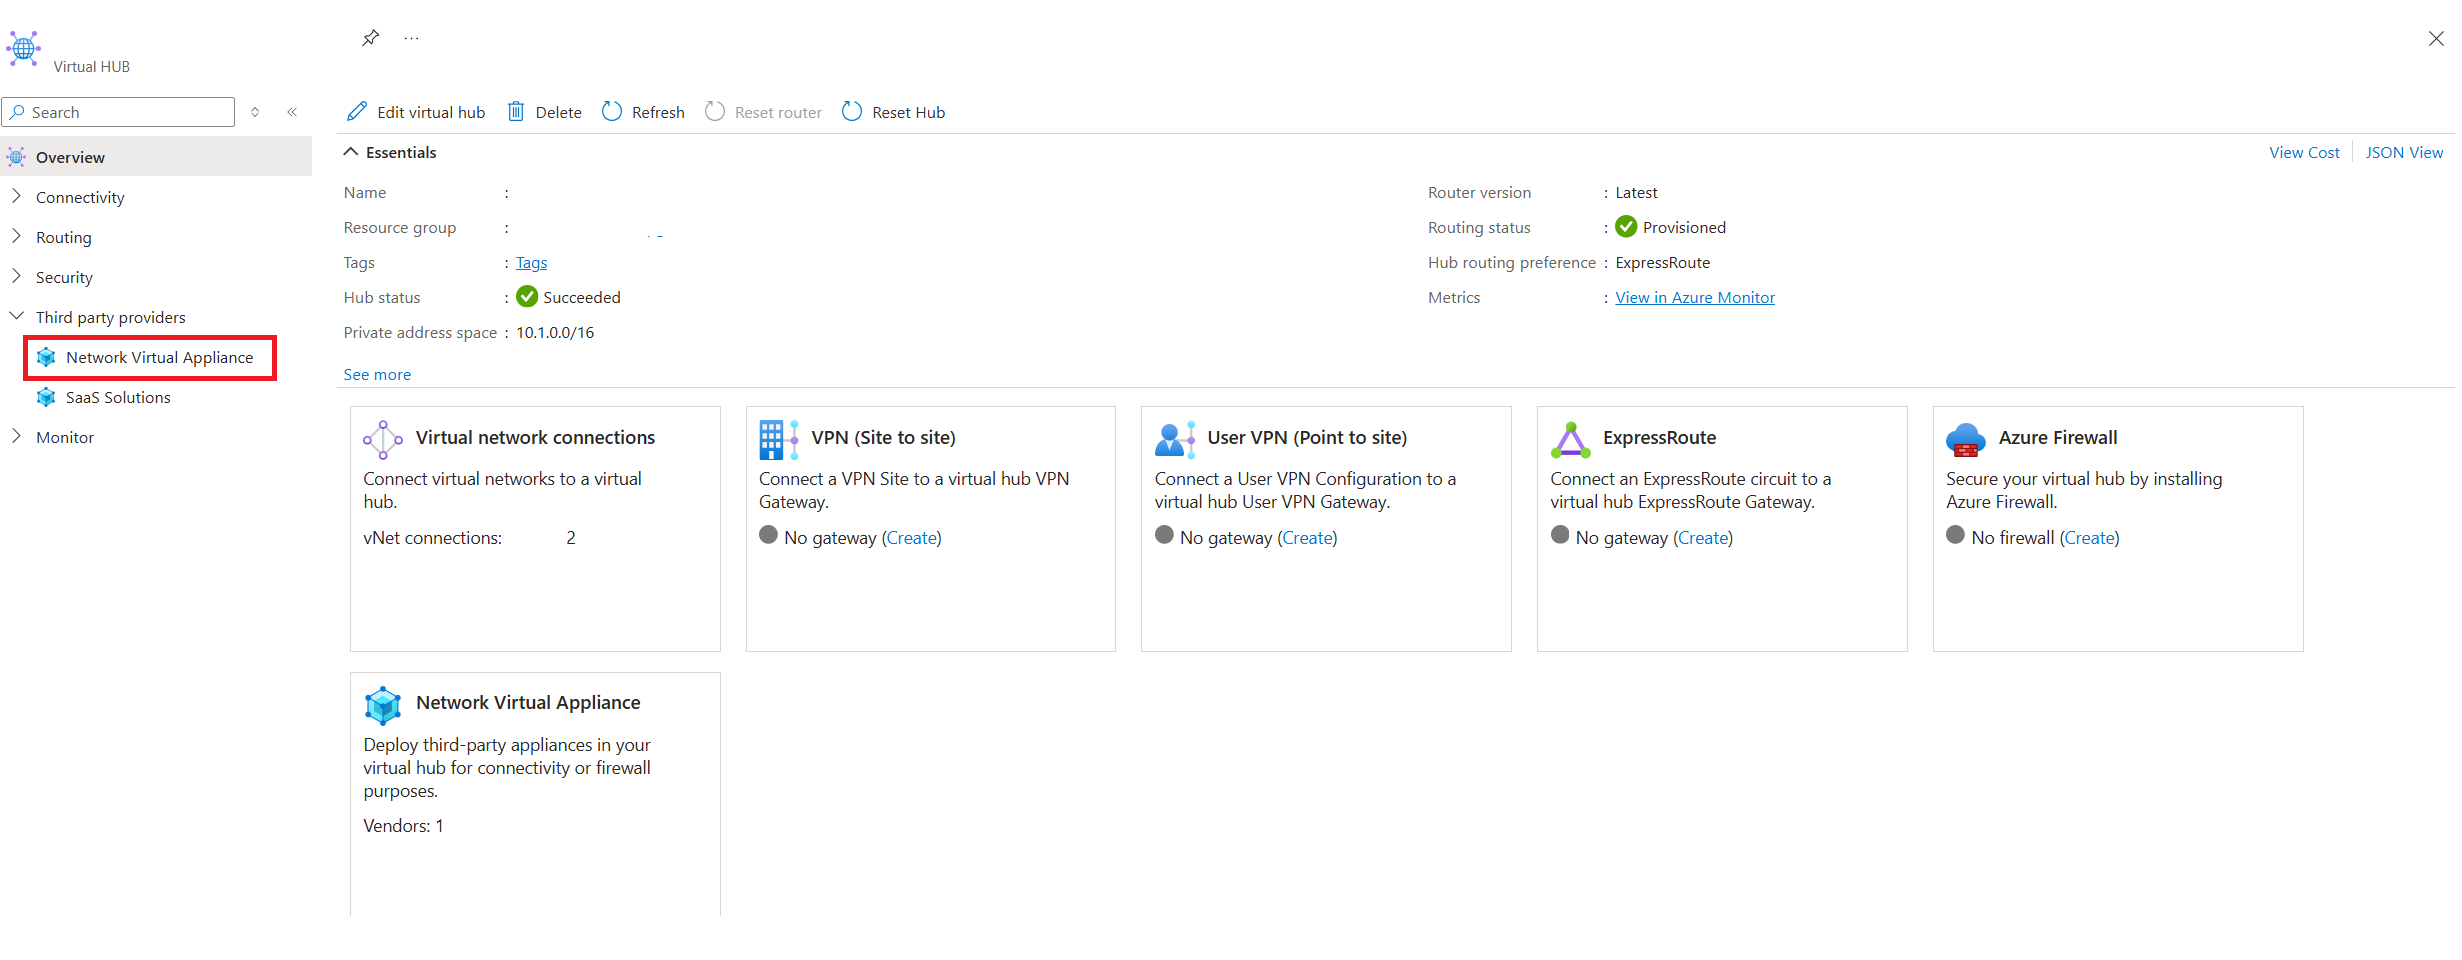 Virtual HUB
...
Search
Overview
Connectivity
Routing
Security
Third party providers
Network Virtual Appliance
SaaS Solutions
Monitor
Edit virtual hub
Delete
Refresh
Reset router
Reset Hub
Essentials
View Cost
JSON View
Name :
Resource group :
Tags : Tags
Hub status : Succeeded
Private address space : 10.1.0.0/16
Router version : Latest
Routing status : Provisioned
Hub routing preference : ExpressRoute
Metrics : View in Azure Monitor
See more
Virtual network connections
Connect virtual networks to a virtual
hub.
vNet connections: 2
VPN (Site to site)
Connect a VPN Site to a virtual hub VPN
Gateway.
No gateway (Create)
User VPN (Point to site)
Connect a User VPN Configuration to a
virtual hub User VPN Gateway.
No gateway (Create)
ExpressRoute
Connect an ExpressRoute circuit to a
virtual hub ExpressRoute Gateway.
No gateway (Create)
Azure Firewall
Secure your virtual hub by installing
Azure Firewall.
No firewall (Create)
Network Virtual Appliance
Deploy third-party appliances in your
virtual hub for connectivity or firewall
purposes.
Vendors: 1